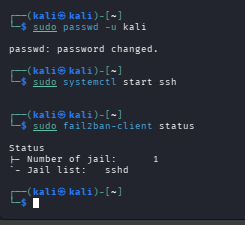 ┌──(kali㉿kali)-[~]
└─$ sudo passwd -u kali
passwd: password changed.
┌──(kali㉿kali)-[~]
└─$ sudo systemctl start ssh
┌──(kali㉿kali)-[~]
└─$ sudo fail2ban-client status
Status
|- Number of jail:      1
`- Jail list:   sshd
┌──(kali㉿kali)-[~]
└─$